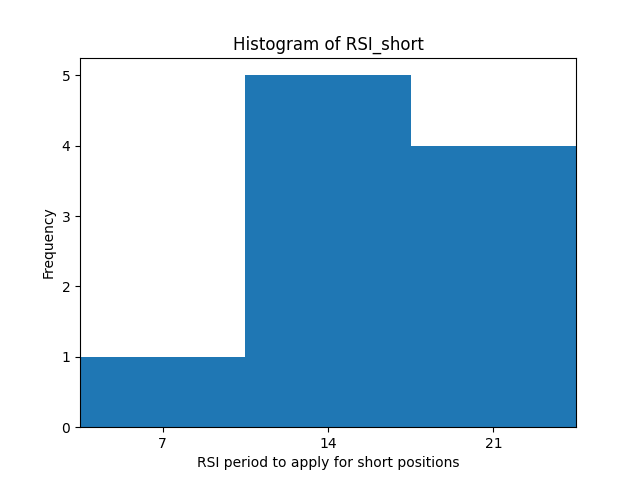 Histogram of RSI_short
Frequency
5
4
3
2
1
0
7 14 21
RSI period to apply for short positions